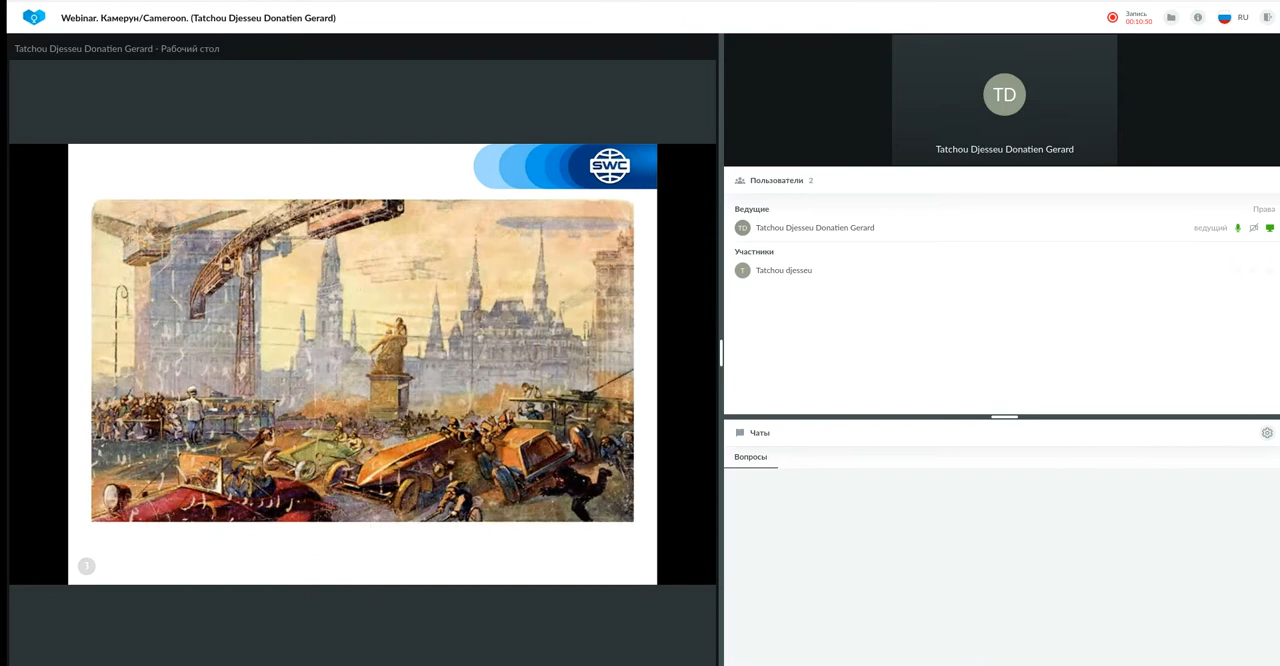 Webinar. Камерун/Cameroon. (Tatchou Djesseu Donatien Gerard)
Запись
00:10:50
RU
Tatchou Djesseu Donatien Gerard - Рабочий стол
SWC
TD
Tatchou Djesseu Donatien Gerard
Пользователи 2
Ведущие
Права
TD
Tatchou Djesseu Donatien Gerard
ведущий
Участники
T
Tatchou djesseu
Чаты
Вопросы